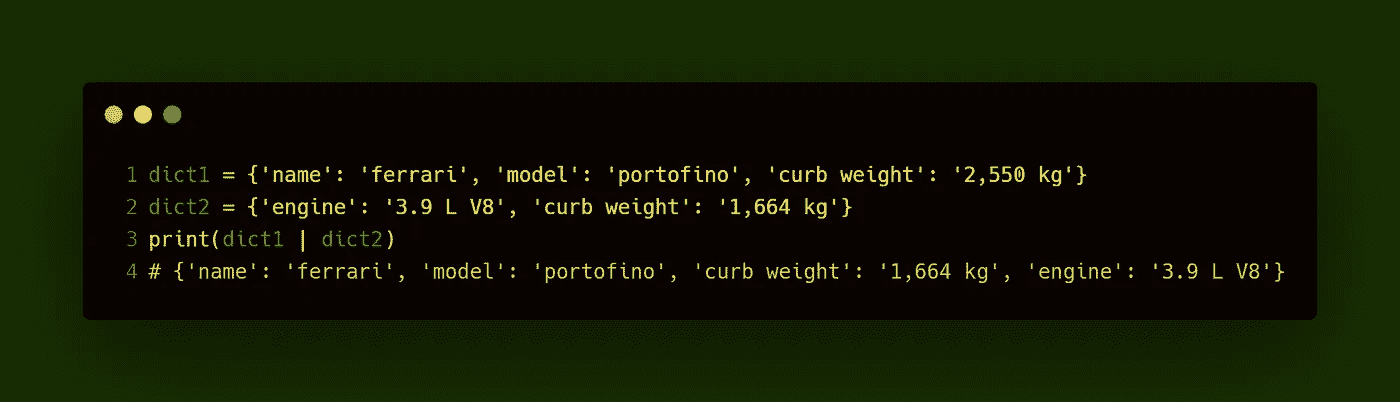 1 dict1 = {'name': 'ferrari', 'model': 'portofino', 'curb weight': '2,550 kg'}
2 dict2 = {'engine': '3.9 L V8', 'curb weight': '1,664 kg'}
3 print(dict1 | dict2)
4 # {'name': 'ferrari', 'model': 'portofino', 'curb weight': '1,664 kg', 'engine': '3.9 L V8'}